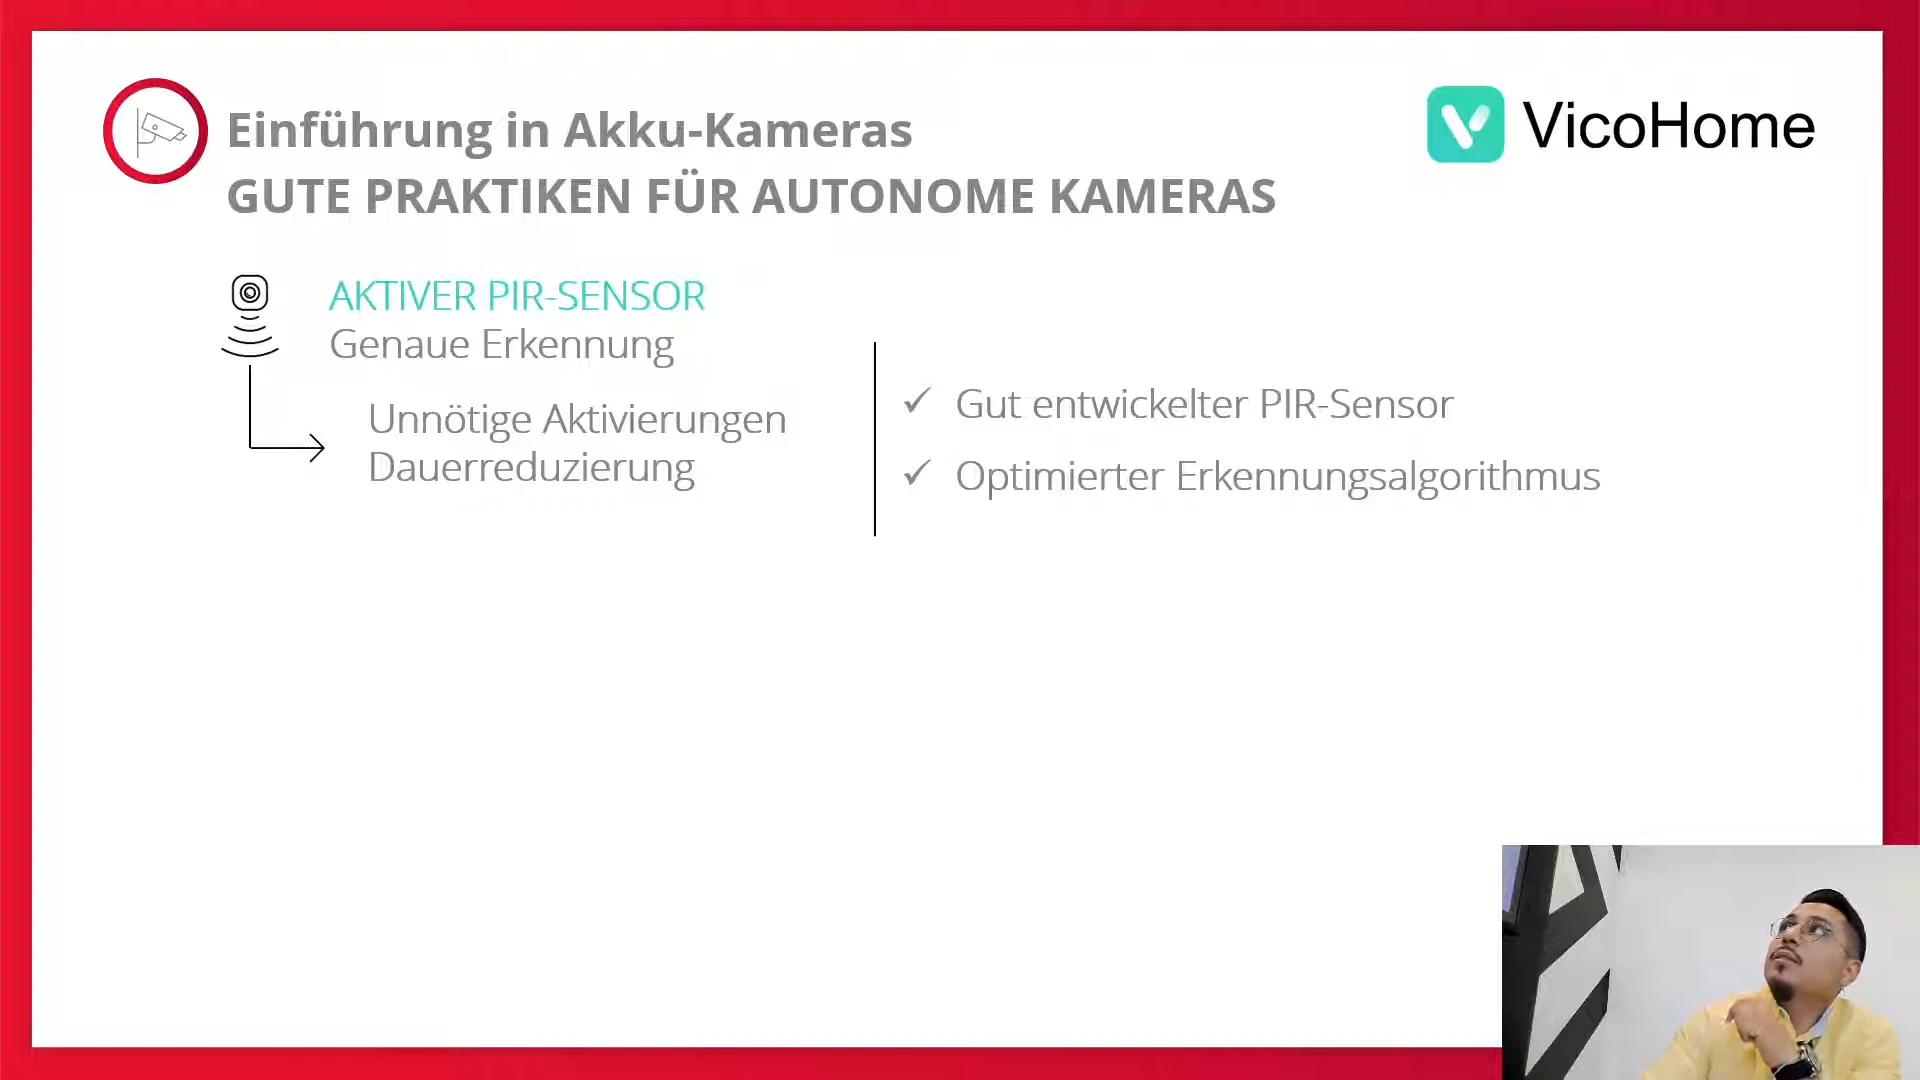 Einführung in Akku-Kameras
GUTE PRAKTIKEN FÜR AUTONOME KAMERAS
VicoHome
AKTIVER PIR-SENSOR
Genaue Erkennung
Unnötige Aktivierungen
Dauerreduzierung
✓ Gut entwickelter PIR-Sensor
✓ Optimierter Erkennungsalgorithmus